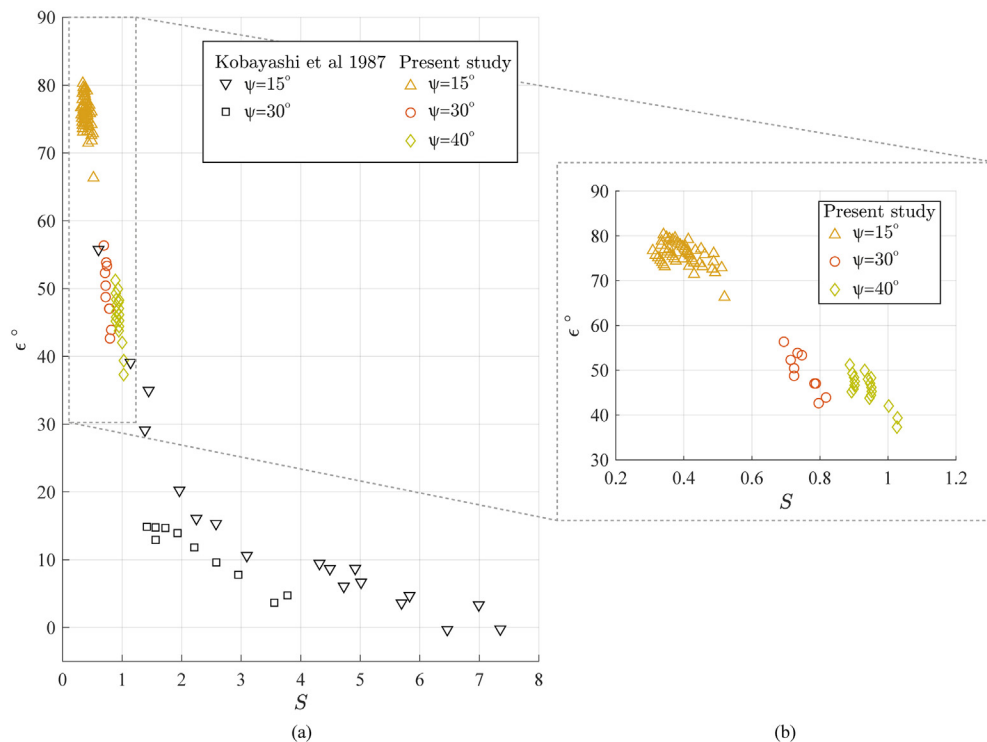 90
80
70
60
50
40
30
20
10
0
ε°
0 1 2 3 4 5 6 7 8
S
(a)
Kobayashi et al 1987
ψ=15°
ψ=30°
Present study
ψ=15°
ψ=30°
ψ=40°
90
80
70
60
50
40
30
ε°
0.2 0.4 0.6 0.8 1 1.2
S
(b)
Present study
ψ=15°
ψ=30°
ψ=40°